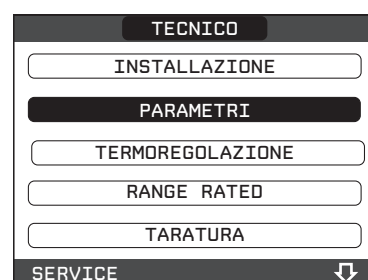 TECNICO
INSTALLAZIONE
PARAMETRI
TERMOREGOLAZIONE
RANGE RATED
TARATURA
SERVICE